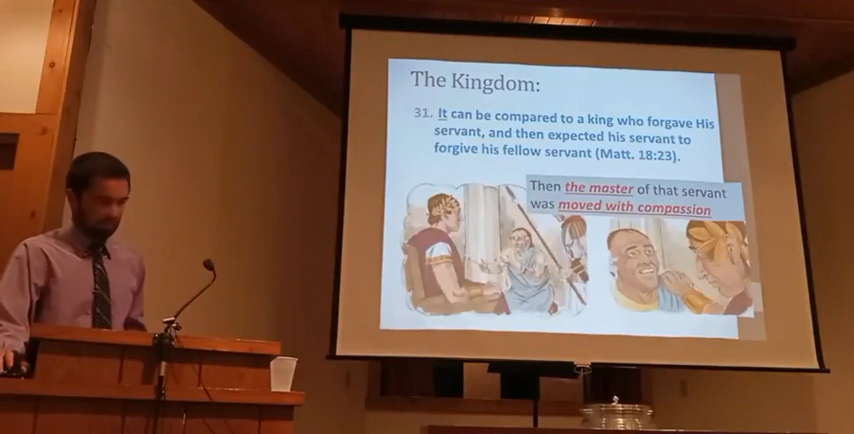 The Kingdom:
31. It can be compared to a king who forgave His
servant, and then expected his servant to
forgive his fellow servant (Matt. 18:23).
Then the master of that servant
was moved with compassion